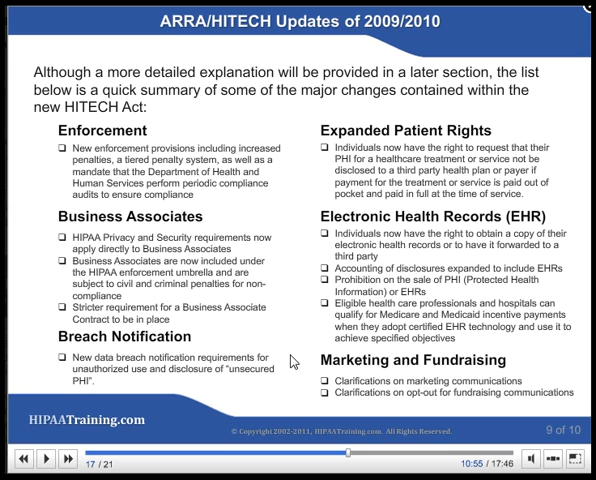 ARRA/HITECH Updates of 2009/2010
Although a more detailed explanation will be provided in a later section, the list
below is a quick summary of some of the major changes contained within the
new HITECH Act:
Enforcement
❑ New enforcement provisions including increased
penalties, a tiered penalty system, as well as a
mandate that the Department of Health and
Human Services perform periodic compliance
audits to ensure compliance
Business Associates
❑ HIPAA Privacy and Security requirements now
apply directly to Business Associates
❑ Business Associates are now included under
the HIPAA enforcement umbrella and are
subject to civil and criminal penalties for non-
compliance
❑ Stricter requirement for a Business Associate
Contract to be in place
Breach Notification
❑ New data breach notification requirements for
unauthorized use and disclosure of “unsecured
PHI”.
Expanded Patient Rights
❑ Individuals now have the right to request that their
PHI for a healthcare treatment or service not be
disclosed to a third party health plan or payer if
payment for the treatment or service is paid out of
pocket and paid in full at the time of service.
Electronic Health Records (EHR)
❑ Individuals now have the right to obtain a copy of their
electronic health records or to have it forwarded to a
third party
❑ Accounting of disclosures expanded to include EHRs
❑ Prohibition on the sale of PHI (Protected Health
Information) or EHRs
❑ Eligible health care professionals and hospitals can
qualify for Medicare and Medicaid incentive payments
when they adopt certified EHR technology and use it to
achieve specified objectives
Marketing and Fundraising
❑ Clarifications on marketing communications
❑ Clarifications on opt-out for fundraising communications
HIPAATraining.com
© Copyright 2002-2011, HIPAATraining.com. All Rights Reserved.
9 of 10
17 / 21
10:55 / 17:46